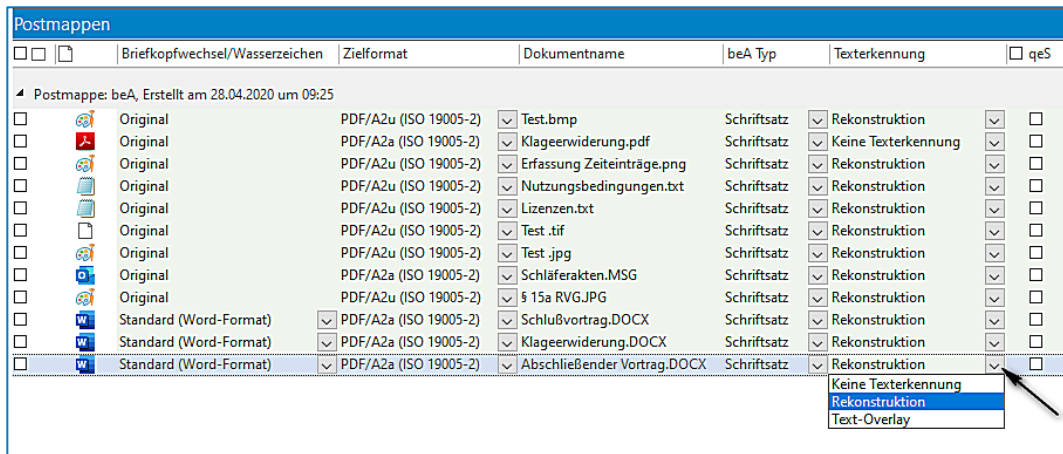 Postmappen
Briefkopfwechsel/Wasserzeichen Zielformat Dokumentname beA Typ Texterkennung qeS
Postmappe: beA, Erstellt am 28.04.2020 um 09:25
Original PDF/A2u (ISO 19005-2) Test.bmp Schriftsatz Rekonstruktion
Original PDF/A2a (ISO 19005-2) Klageerwiderung.pdf Schriftsatz Keine Texterkennung
Original PDF/A2u (ISO 19005-2) Erfassung Zeiteinträge.png Schriftsatz Rekonstruktion
Original PDF/A2u (ISO 19005-2) Nutzungsbedingungen.txt Schriftsatz Rekonstruktion
Original PDF/A2u (ISO 19005-2) Lizenzen.txt Schriftsatz Rekonstruktion
Original PDF/A2u (ISO 19005-2) Test .tif Schriftsatz Rekonstruktion
Original PDF/A2u (ISO 19005-2) Test .jpg Schriftsatz Rekonstruktion
Original PDF/A2a (ISO 19005-2) Schläferakten.MSG Schriftsatz Rekonstruktion
Original PDF/A2u (ISO 19005-2) § 15a RVG.JPG Schriftsatz Rekonstruktion
Standard (Word-Format) PDF/A2a (ISO 19005-2) Schlußvortrag.DOCX Schriftsatz Rekonstruktion
Standard (Word-Format) PDF/A2a (ISO 19005-2) Klageerwiderung.DOCX Schriftsatz Rekonstruktion
Standard (Word-Format) PDF/A2a (ISO 19005-2) Abschließender Vortrag.DOCX Schriftsatz Rekonstruktion
Keine Texterkennung
Rekonstruktion
Text-Overlay